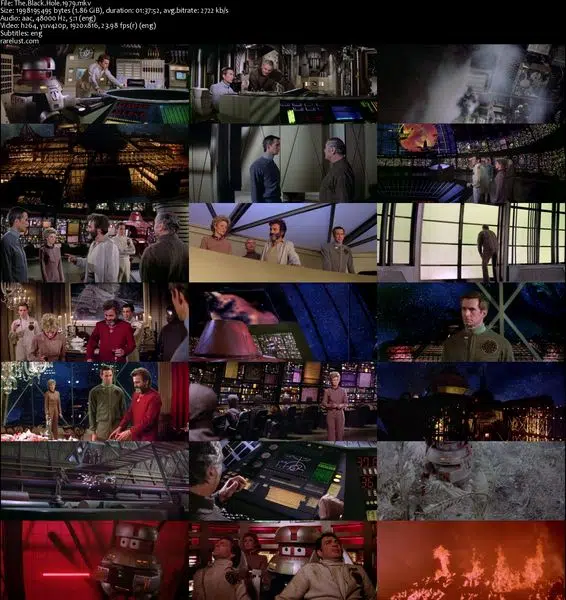 File: The.Black.Hole.1979.mkv
Size: 1998195495 bytes (1.86 GiB), duration: 01:37:52, avg.bitrate: 2722 kb/s
Audio: aac, 48000 Hz, 5:1 (eng)
Video: h264, yuv420p, 1920x816, 23.98 fps(r) (eng)
Subtitles: eng
rarelust.com